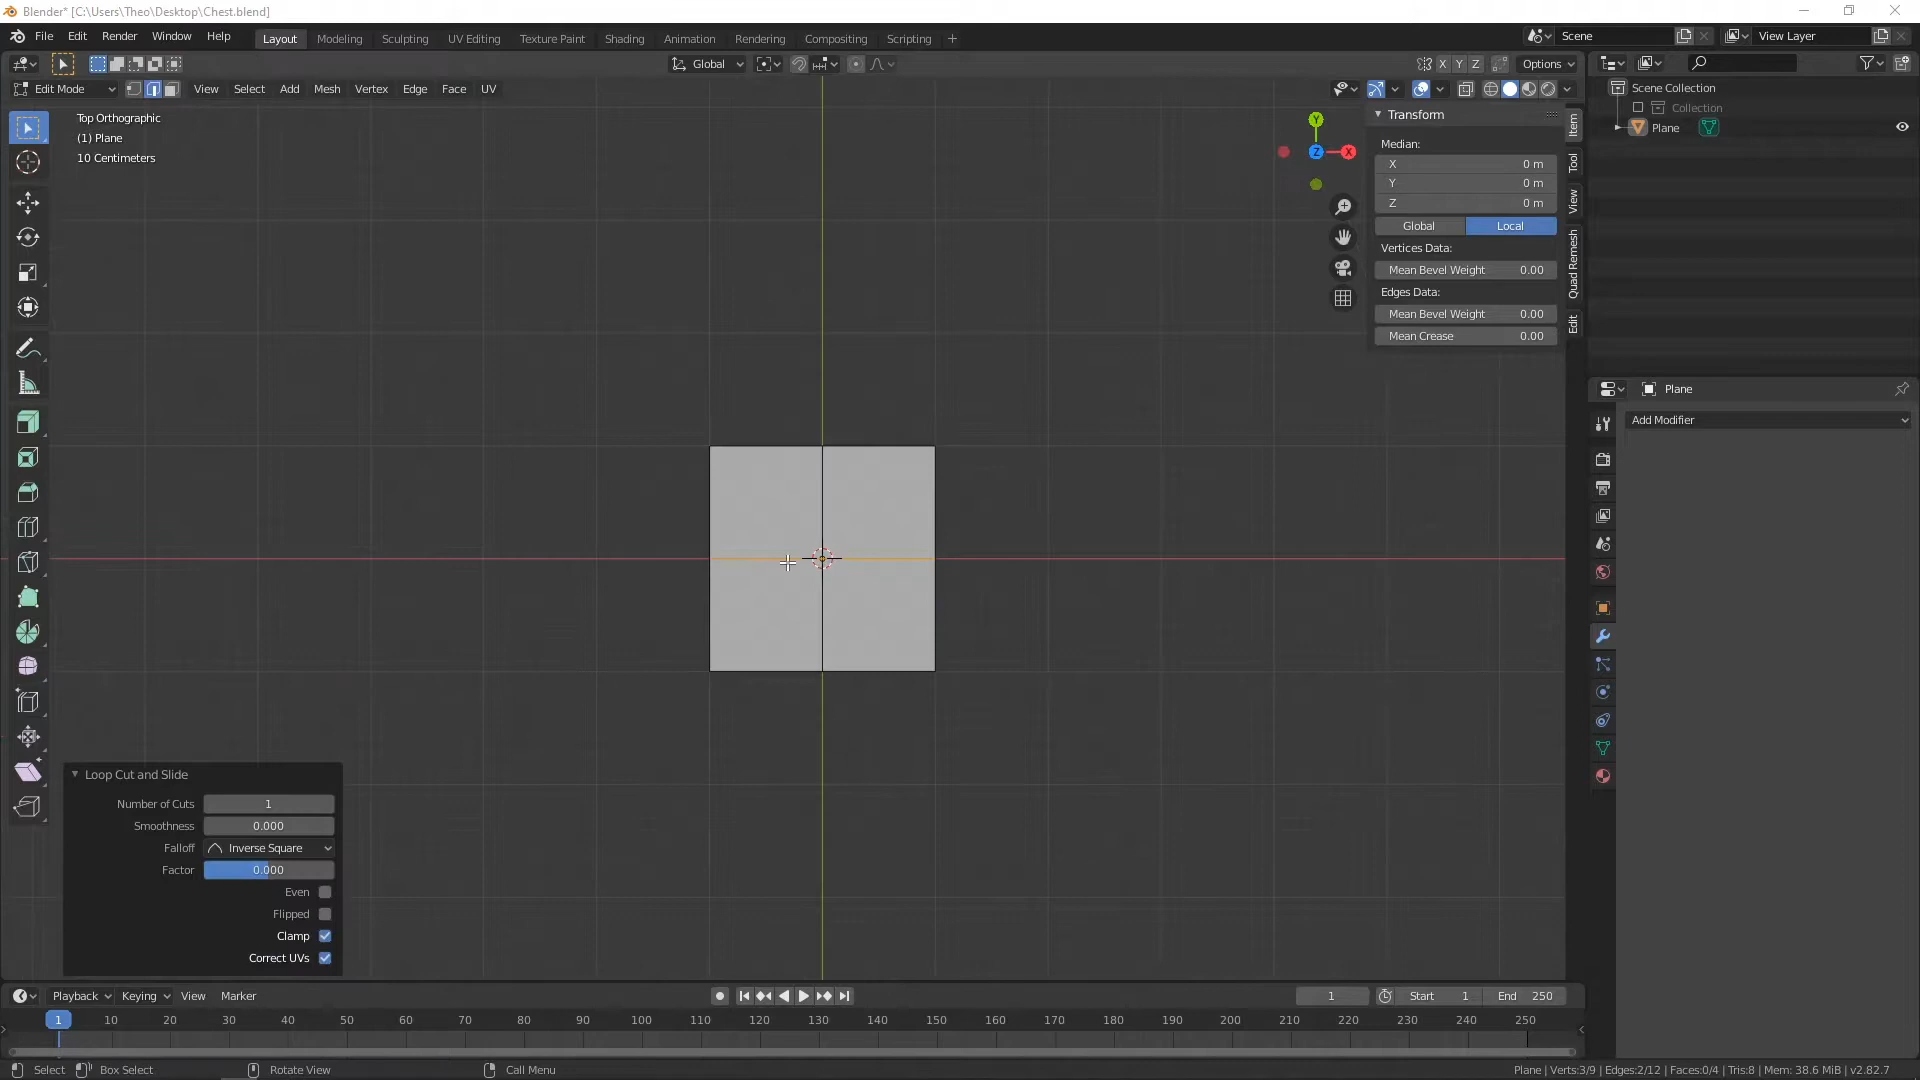 Blender* [C:\Users\Theo\Desktop\Chest.blend]
File Edit Render Window Help Layout Modeling Sculpting UV Editing Texture Paint Shading Animation Rendering Compositing Scripting + Scene View Layer
Global X Y Z Options
Edit Mode View Select Add Mesh Vertex Edge Face UV
Scene Collection
Collection
Plane
Top Orthographic
(1) Plane
10 Centimeters
Y
Z X
Transform
Median:
X 0 m
Y 0 m
Z 0 m
Global Local
Vertices Data:
Mean Bevel Weight 0.00
Edges Data:
Mean Bevel Weight 0.00
Mean Crease 0.00
Item
Tool
View
Quad Remesh
Edit
Plane
Add Modifier
Loop Cut and Slide
Number of Cuts 1
Smoothness 0.000
Falloff Inverse Square
Factor 0.000
Even
Flipped
Clamp
Correct UVs
Playback Keying View Marker 1 Start 1 End 250
1 10 20 30 40 50 60 70 80 90 100 110 120 130 140 150 160 170 180 190 200 210 220 230 240 250
Select Box Select Rotate View Call Menu Plane | Verts:3/9 | Edges:2/12 | Faces:0/4 | Tris:8 | Mem: 38.6 MiB | v2.82.7